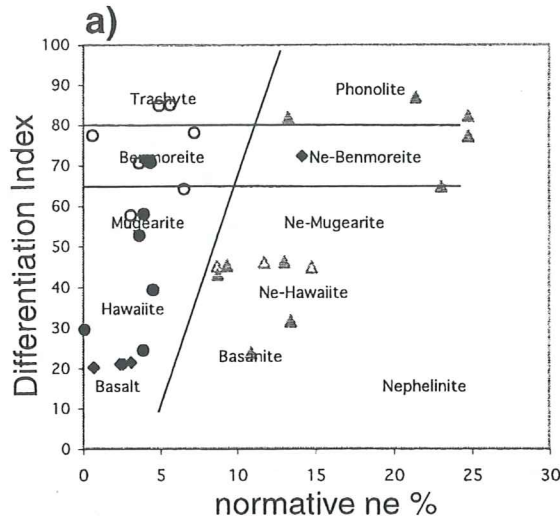 a)
100
Trachyte
Phonolite
90
80
Benmoreite
Ne-Benmoreite
70
60
Mugearite
Ne-Mugearite
50
40
Ne-Hawaiite
Hawaiite
30
Basanite
20
Basalt
Nephelinite
10
0
0 5 10 15 20 25 30
Differentiation Index
normative ne %